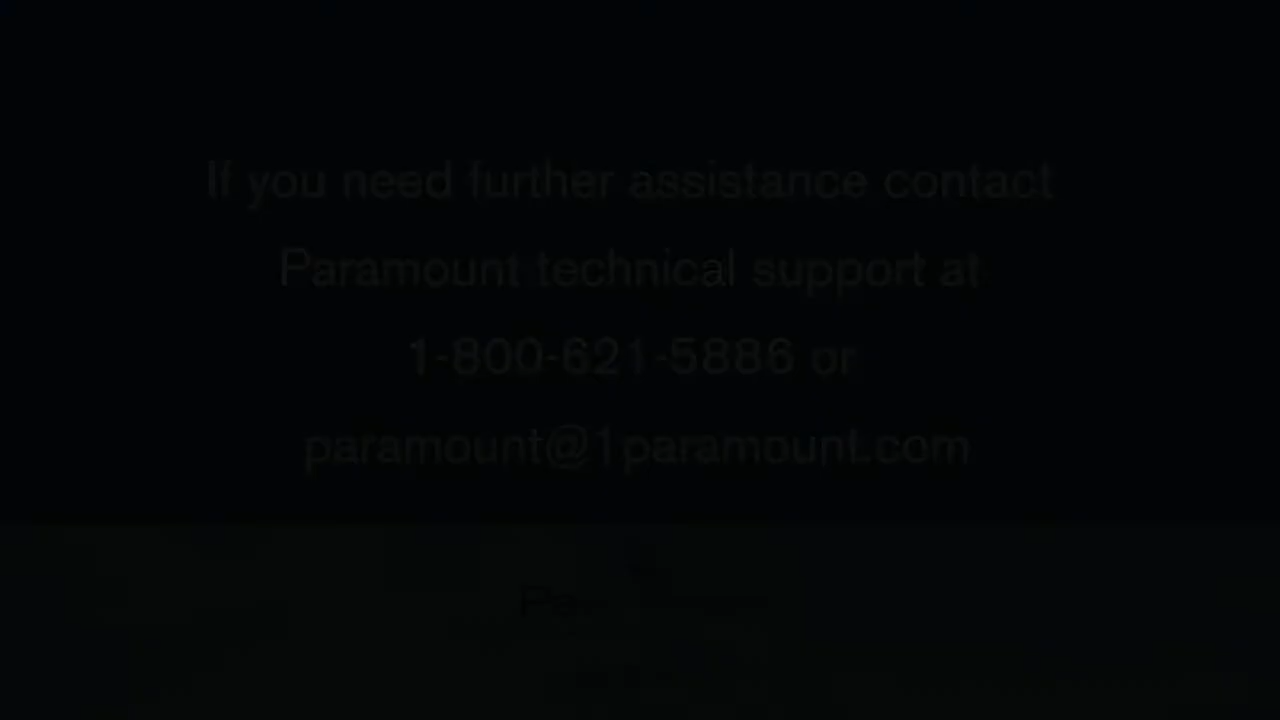 If you need further assistance contact
Paramount technical support at
1-800-621-5886 or
paramount@1paramount.com